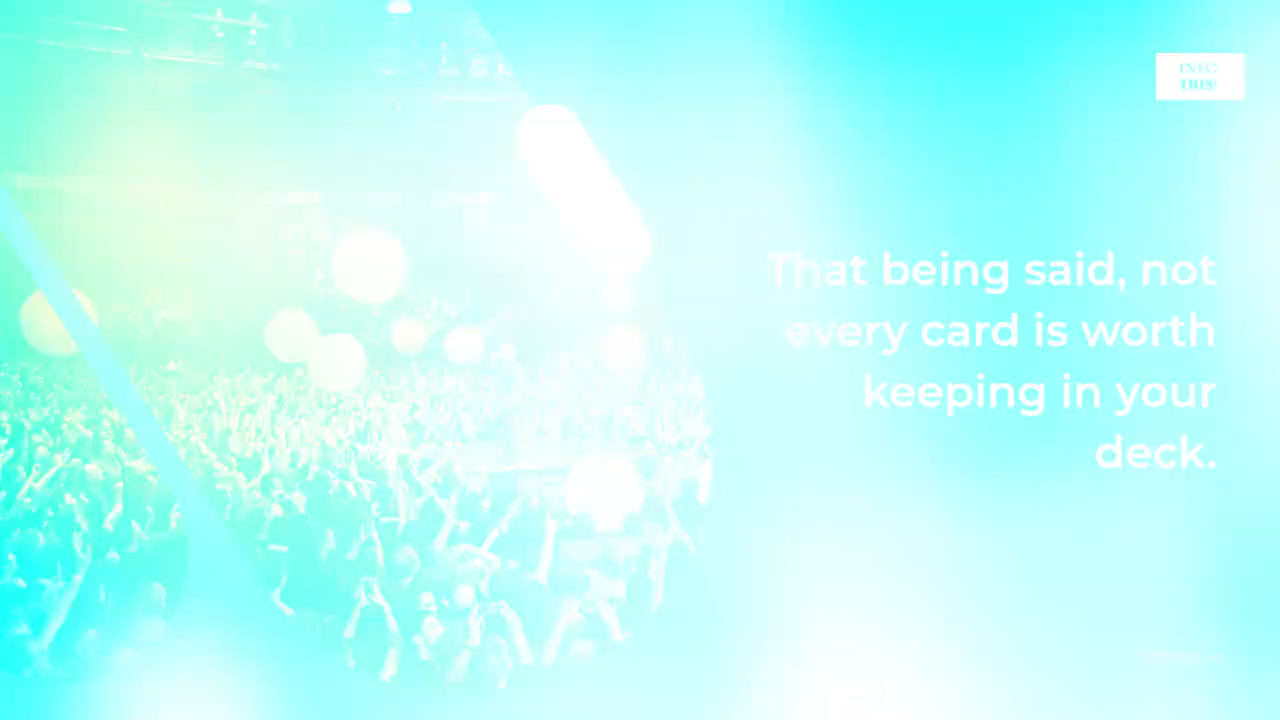 That being said, not
every card is worth
keeping in your
deck.